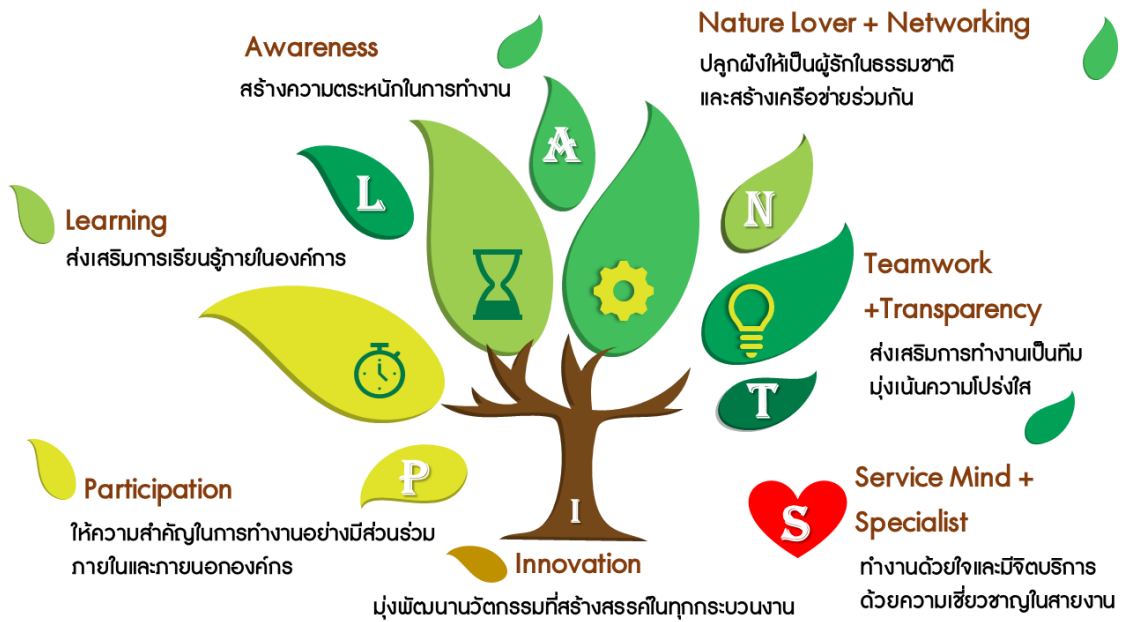 Awareness
สร้างความตระหนักในการทำงาน
Nature Lover + Networking
ปลูกฝังให้เป็นผู้รักในธรรมชาติ
และสร้างเครือข่ายร่วมกัน
A
L
N
Learning
ส่งเสริมการเรียนรู้ภายในองค์การ
Teamwork
+Transparency
ส่งเสริมการทำงานเป็นทีม
มุ่งเน้นความโปร่งใส
T
P
Participation
ให้ความสำคัญในการทำงานอย่างมีส่วนร่วม
ภายในและภายนอกองค์กร
I
Innovation
มุ่งพัฒนานวัตกรรมที่สร้างสรรค์ในทุกกระบวนงาน
S
Service Mind +
Specialist
ทำงานด้วยใจและมีจิตบริการ
ด้วยความเชี่ยวชาญในสายงาน